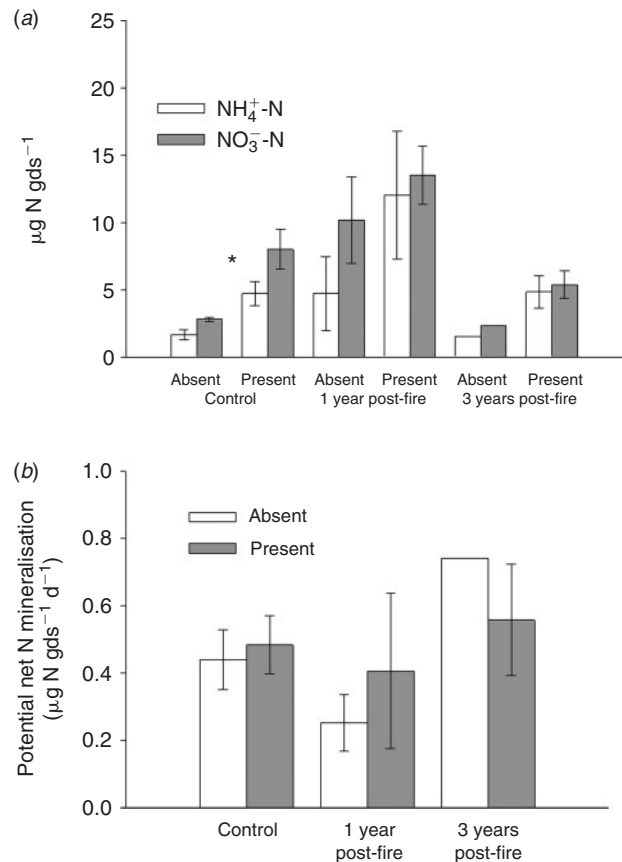 (a)
25
20
15
10
5
0
μg N gds⁻¹
NH₄⁺-N
NO₃⁻-N
*
Absent Present Absent Present Absent Present
Control 1 year post-fire 3 years post-fire
(b)
1.0
0.8
0.6
0.4
0.2
0.0
Potential net N mineralisation
(μg N gds⁻¹ d⁻¹)
Absent
Present
Control 1 year 3 years
post-fire post-fire